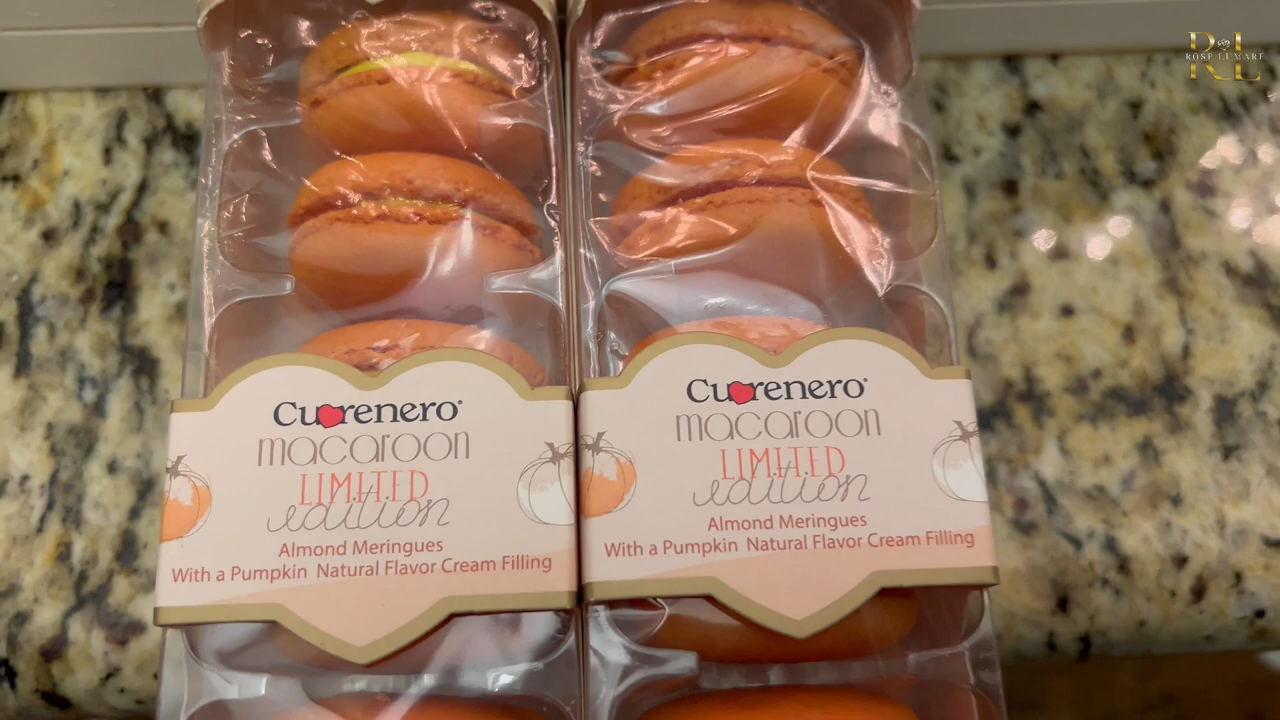 RL
ROSE LUMARE
Cuorenero®
macaroon
LIMITED
edition
Almond Meringues
With a Pumpkin Natural Flavor Cream Filling
Cuorenero®
macaroon
LIMITED
edition
Almond Meringues
With a Pumpkin Natural Flavor Cream Filling